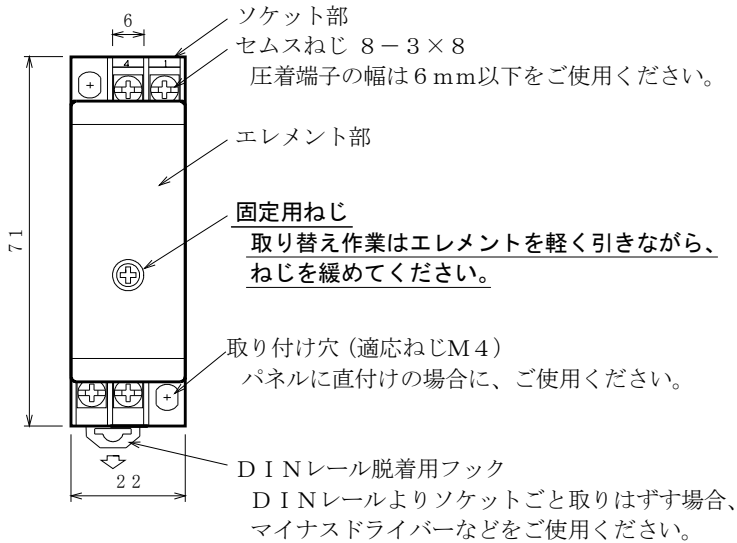 6
ソケット部
セムスねじ ８－３×８
圧着端子の幅は６ｍｍ以下をご使用ください。
4 1
エレメント部
71
固定用ねじ
取り替え作業はエレメントを軽く引きながら、
ねじを緩めてください。
取り付け穴（適応ねじＭ４）
パネルに直付けの場合に、ご使用ください。
22
ＤＩＮレール脱着用フック
ＤＩＮレールよりソケットごと取りはずす場合、
マイナスドライバーなどをご使用ください。